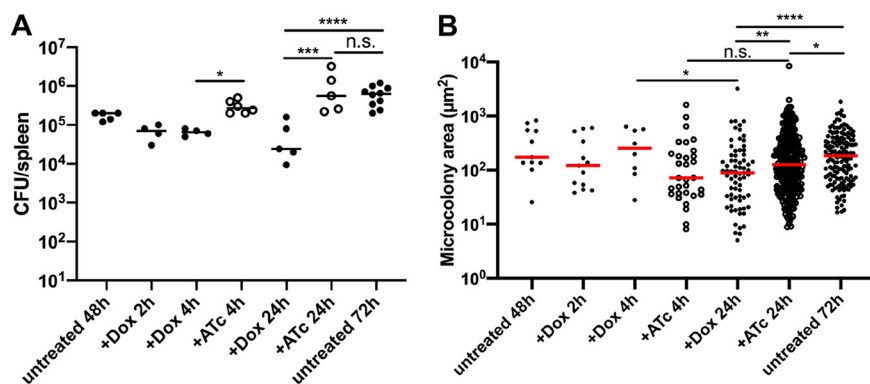 A
****
***
n.s.
*
10⁷
10⁶
10⁵
10⁴
10³
10²
10¹
CFU/spleen
untreated 48h
+Dox 2h
+Dox 4h
+ATc 4h
+Dox 24h
+ATc 24h
untreated 72h
B
****
**
n.s.
*
*
10⁴
10³
10²
10¹
10⁰
Microcolony area (µm²)
untreated 48h
+Dox 2h
+Dox 4h
+ATc 4h
+Dox 24h
+ATc 24h
untreated 72h